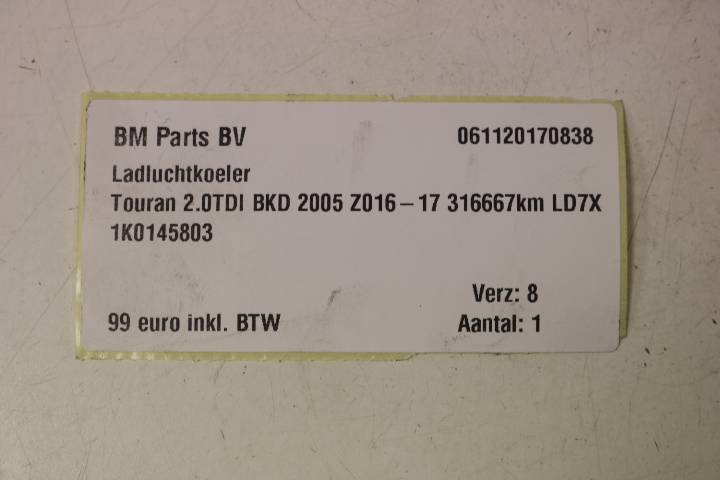 BM Parts BV 061120170838
Ladluchtkoeler
Touran 2.0TDI BKD 2005 Z016-17 316667km LD7X
1K0145803
Verz: 8
99 euro inkl. BTW Aantal: 1